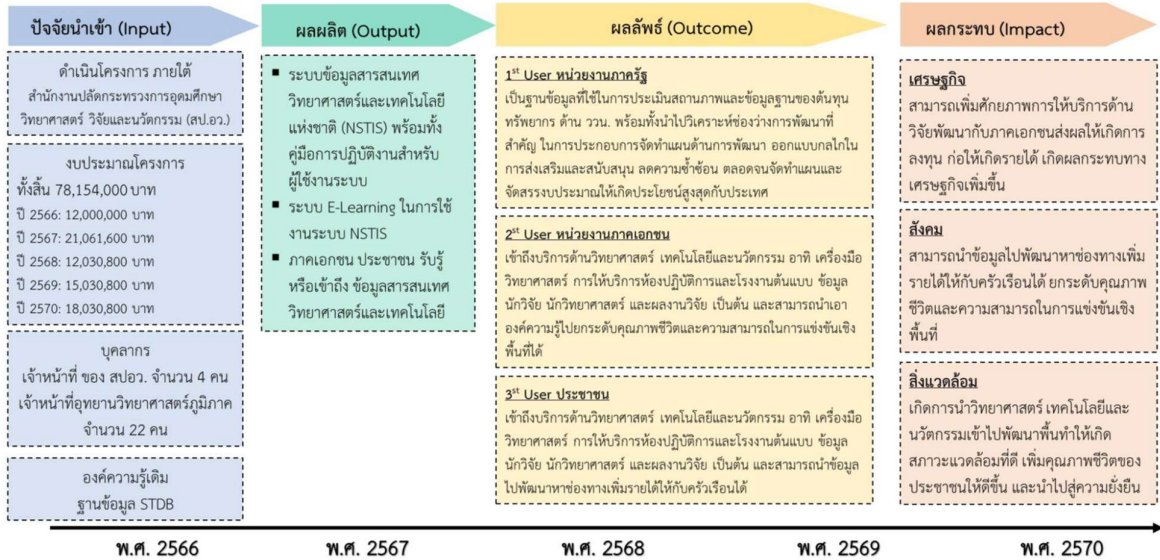 ปัจจัยนำเข้า (Input)
ดำเนินโครงการ ภายใต้
สำนักงานปลัดกระทรวงการอุดมศึกษา
วิทยาศาสตร์ วิจัยและนวัตกรรม (สป.อว.)
งบประมาณโครงการ
ทั้งสิ้น 78,154,000 บาท
ปี 2566: 12,000,000 บาท
ปี 2567: 21,061,600 บาท
ปี 2568: 12,030,800 บาท
ปี 2569: 15,030,800 บาท
ปี 2570: 18,030,800 บาท
บุคลากร
เจ้าหน้าที่ ของ สปอว. จำนวน 4 คน
เจ้าหน้าที่อุทยานวิทยาศาสตร์ภูมิภาค
จำนวน 22 คน
องค์ความรู้เดิม
ฐานข้อมูล STDB
ผลผลิต (Output)
▪ ระบบข้อมูลสารสนเทศ
วิทยาศาสตร์และเทคโนโลยี
แห่งชาติ (NSTIS) พร้อมทั้ง
คู่มือการปฏิบัติงานสำหรับ
ผู้ใช้งานระบบ
▪ ระบบ E-Learning ในการใช้
งานระบบ NSTIS
▪ ภาคเอกชน ประชาชน รับรู้
หรือเข้าถึง ข้อมูลสารสนเทศ
วิทยาศาสตร์และเทคโนโลยี
ผลลัพธ์ (Outcome)
1st User หน่วยงานภาครัฐ
เป็นฐานข้อมูลที่ใช้ในการประเมินสถานภาพและข้อมูลฐานของต้นทุน
ทรัพยากร ด้าน ววน. พร้อมทั้งนำไปวิเคราะห์ช่องว่างการพัฒนาที่
สำคัญ ในการประกอบการจัดทำแผนด้านการพัฒนา ออกแบบกลไกใน
การส่งเสริมและสนับสนุน ลดความซ้ำซ้อน ตลอดจนจัดทำแผนและ
จัดสรรงบประมาณให้เกิดประโยชน์สูงสุดกับประเทศ
2st User หน่วยงานภาคเอกชน
เข้าถึงบริการด้านวิทยาศาสตร์ เทคโนโลยีและนวัตกรรม อาทิ เครื่องมือ
วิทยาศาสตร์ การให้บริการห้องปฏิบัติการและโรงงานต้นแบบ ข้อมูล
นักวิจัย นักวิทยาศาสตร์ และผลงานวิจัย เป็นต้น และสามารถนำเอา
องค์ความรู้ไปยกระดับคุณภาพชีวิตและความสามารถในการแข่งขันเชิง
พื้นที่ได้
3st User ประชาชน
เข้าถึงบริการด้านวิทยาศาสตร์ เทคโนโลยีและนวัตกรรม อาทิ เครื่องมือ
วิทยาศาสตร์ การให้บริการห้องปฏิบัติการและโรงงานต้นแบบ ข้อมูล
นักวิจัย นักวิทยาศาสตร์ และผลงานวิจัย เป็นต้น และสามารถนำข้อมูล
ไปพัฒนาหาช่องทางเพิ่มรายได้ให้กับครัวเรือนได้
ผลกระทบ (Impact)
เศรษฐกิจ
สามารถเพิ่มศักยภาพการให้บริการด้าน
วิจัยพัฒนากับภาคเอกชนส่งผลให้เกิดการ
ลงทุน ก่อให้เกิดรายได้ เกิดผลกระทบทาง
เศรษฐกิจเพิ่มขึ้น
สังคม
สามารถนำข้อมูลไปพัฒนาหาช่องทางเพิ่ม
รายได้ให้กับครัวเรือนได้ ยกระดับคุณภาพ
ชีวิตและความสามารถในการแข่งขันเชิง
พื้นที่
สิ่งแวดล้อม
เกิดการนำวิทยาศาสตร์ เทคโนโลยีและ
นวัตกรรมเข้าไปพัฒนาพื้นทำให้เกิด
สภาวะแวดล้อมที่ดี เพิ่มคุณภาพชีวิตของ
ประชาชนให้ดีขึ้น และนำไปสู่ความยั่งยืน
พ.ศ. 2566
พ.ศ. 2567
พ.ศ. 2568
พ.ศ. 2569
พ.ศ. 2570